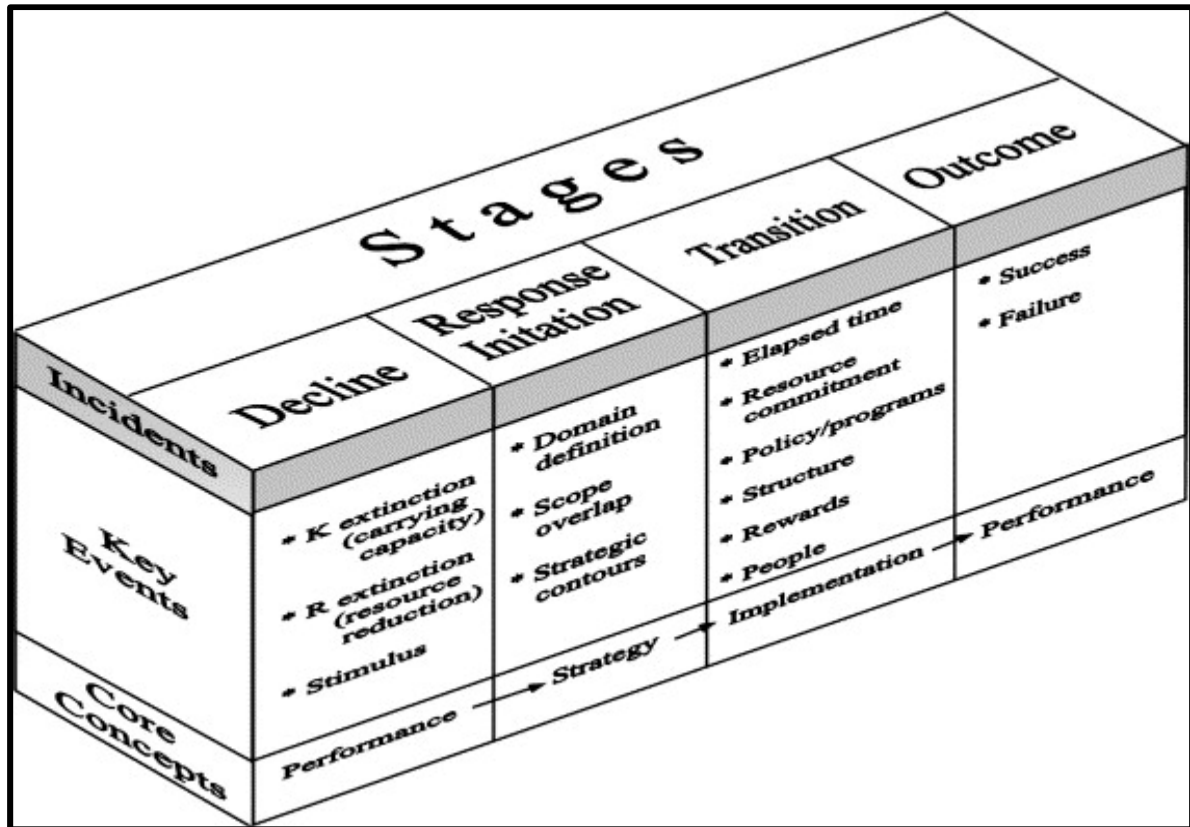 Stages
Decline
Response
Initation
Transition
Outcome
Incidents
Key
Events
Core
Concepts
* K extinction
(carrying
capacity)
* R extinction
(resource
reduction)
* Stimulus
* Domain
definition
* Scope
overlap
* Strategic
contours
* Elapsed time
* Resource
commitment
* Policy/programs
* Structure
* Rewards
* People
* Success
* Failure
Performance → Strategy → Implementation → Performance